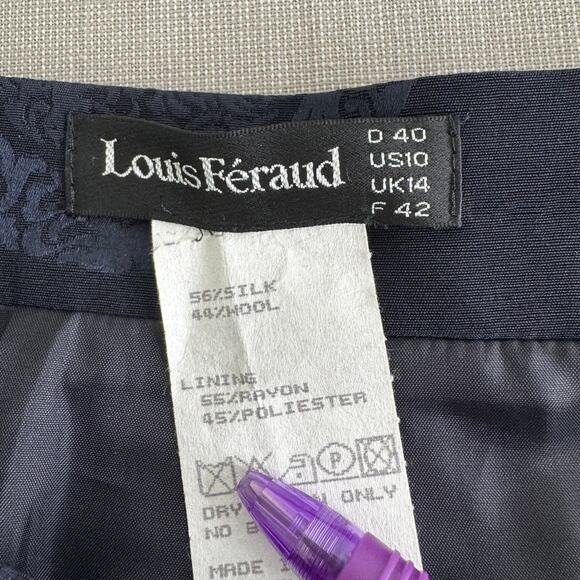 Louis Féraud
D 40
US10
UK14
F 42
56%SILK
44%WOOL
LINING
55%RAYON
45%POLIESTER
P
DRY ONLY
NO
MADE